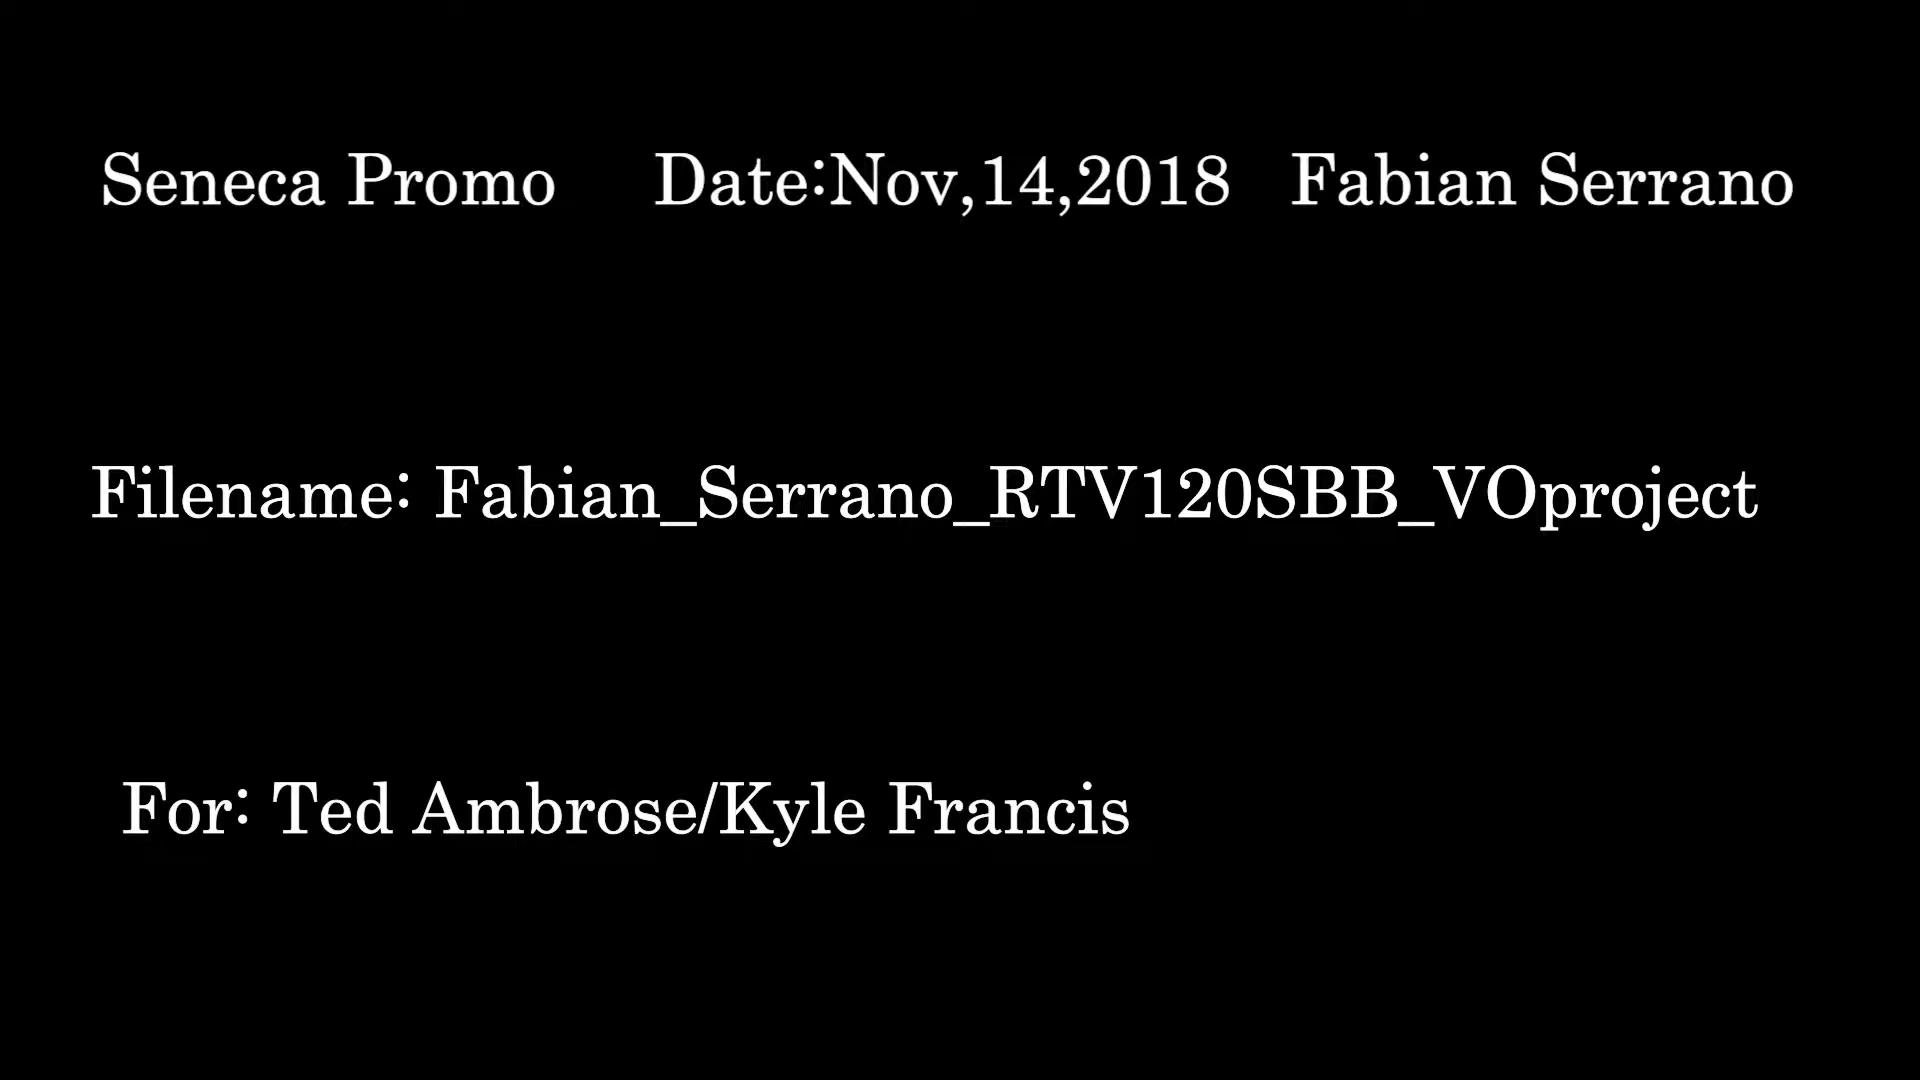 Seneca Promo Date:Nov,14,2018 Fabian Serrano
Filename: Fabian_Serrano_RTV120SBB_VOproject
For: Ted Ambrose/Kyle Francis